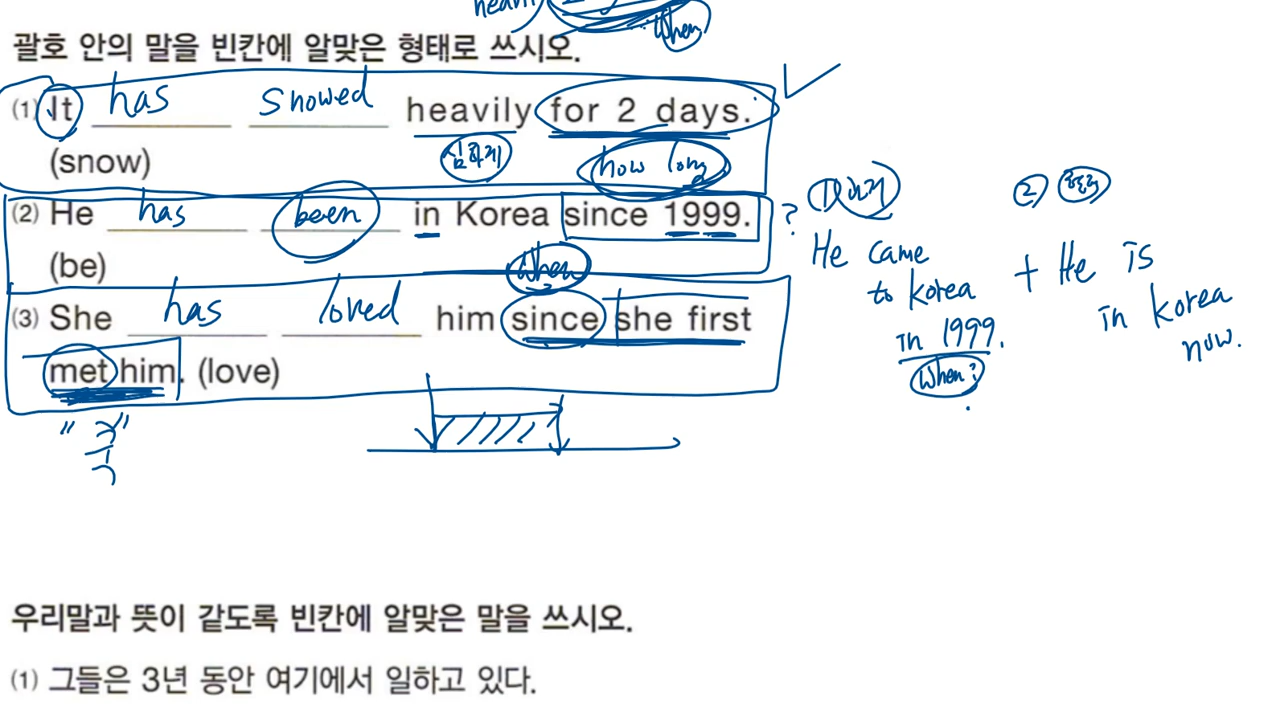 heavil
When
괄호 안의 말을 빈칸에 알맞은 형태로 쓰시오.
(1) It has snowed heavily for 2 days.
(snow) 심하게 how long
(2) He has been in Korea since 1999. ?
(be) When
(3) She has loved him since she first
met him. (love)
" 과거 "
① 과거
He came
to korea
in 1999.
When?
② 현재
+ He is
in korea
now.
우리말과 뜻이 같도록 빈칸에 알맞은 말을 쓰시오.
(1) 그들은 3년 동안 여기에서 일하고 있다.